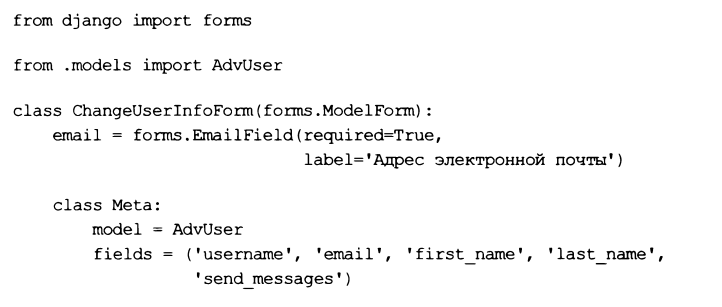 from django import forms
from .models import AdvUser
class ChangeUserInfoForm(forms.ModelForm):
    email = forms.EmailField(required=True,
                             label='Адрес электронной почты')
    class Meta:
        model = AdvUser
        fields = ('username', 'email', 'first_name', 'last_name',
                  'send_messages')